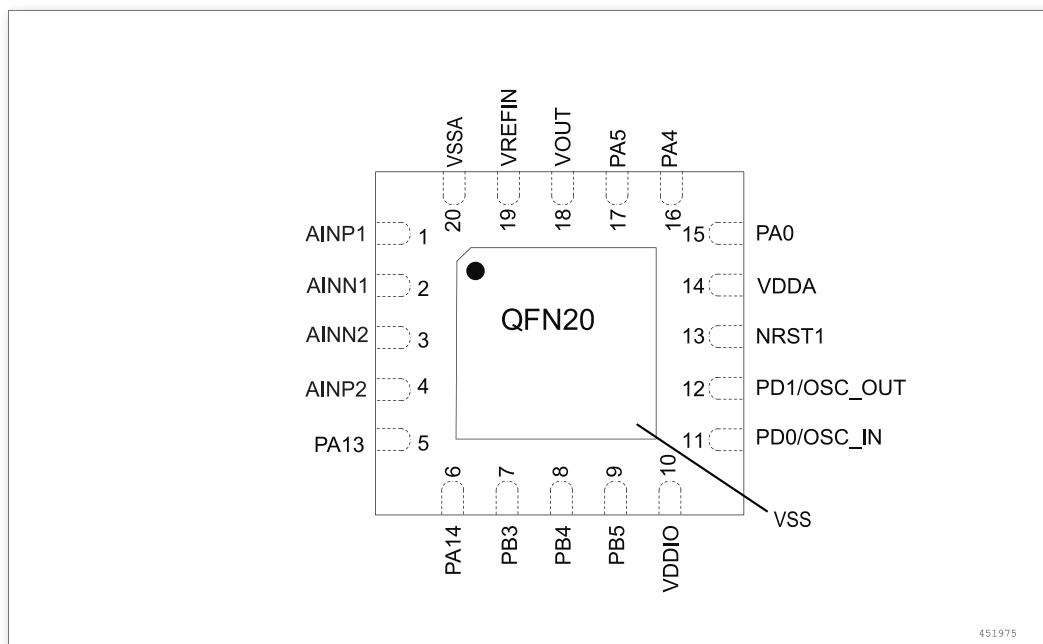 VSSA
VREFIN
VOUT
PA5
PA4
20
19
18
17
16
AINP1 1
15 PA0
AINN1 2
14 VDDA
QFN20
AINN2 3
13 NRST1
AINP2 4
12 PD1/OSC_OUT
PA13 5
11 PD0/OSC_IN
6
7
8
9
10
VSS
PA14
PB3
PB4
PB5
VDDIO
451975